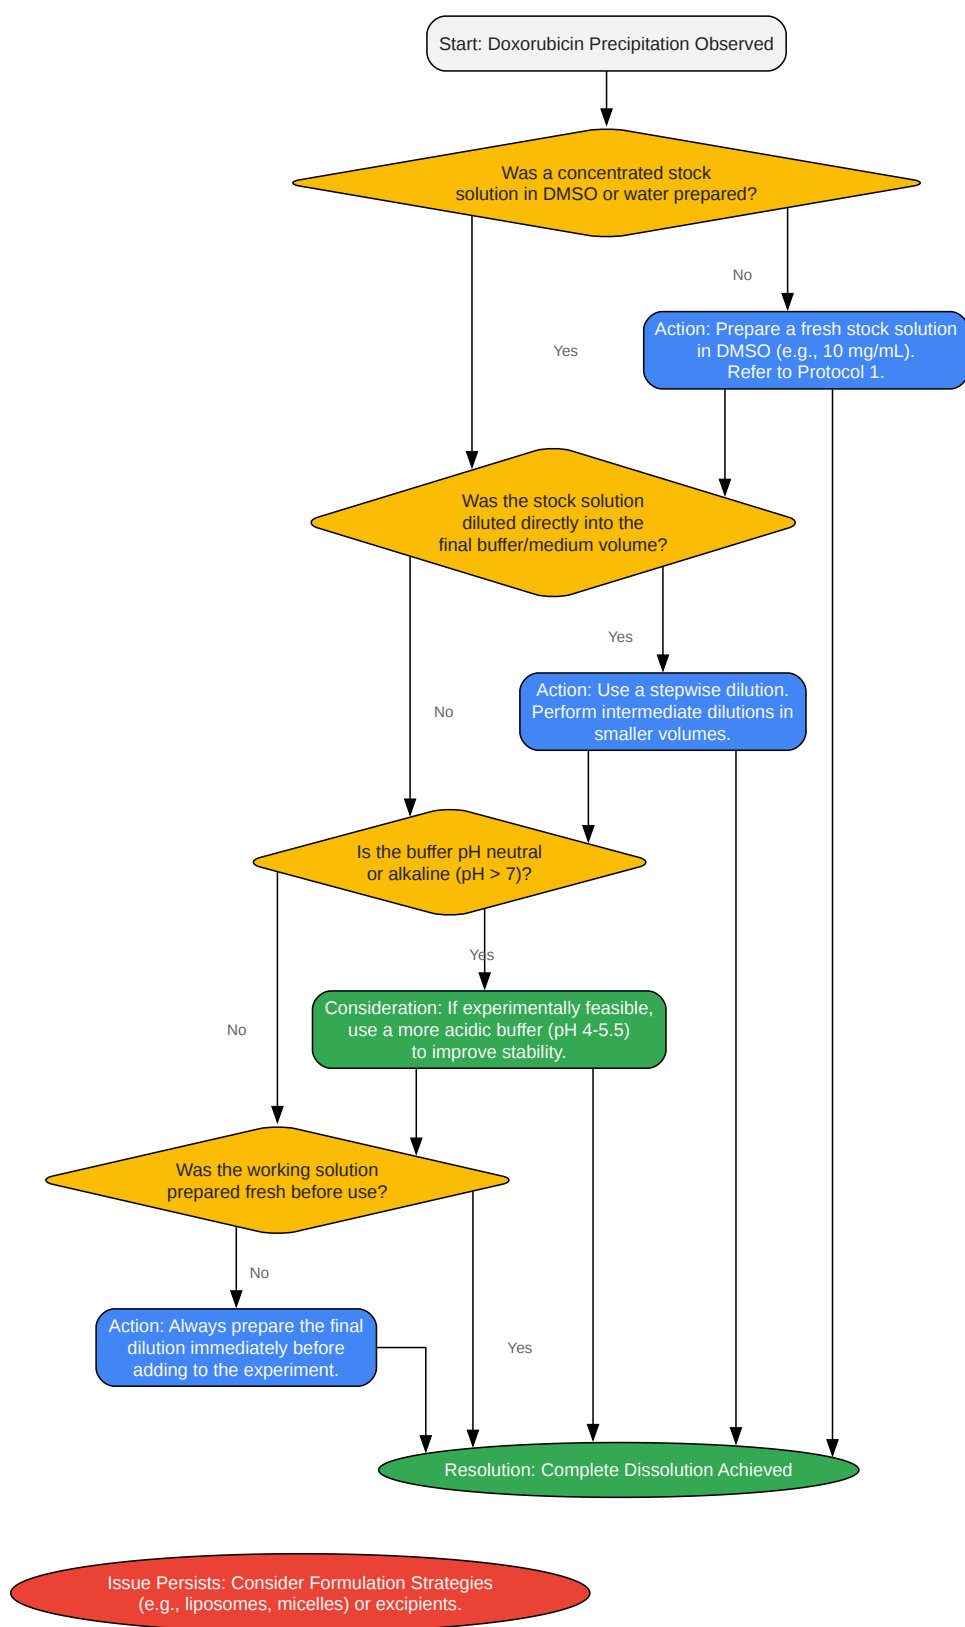 Start: Doxorubicin Precipitation Observed
Was a concentrated stock
solution in DMSO or water prepared?
No
Action: Prepare a fresh stock solution
in DMSO (e.g., 10 mg/mL).
Refer to Protocol 1.
Yes
Was the stock solution
diluted directly into the
final buffer/medium volume?
Yes
Action: Use a stepwise dilution.
Perform intermediate dilutions in
smaller volumes.
No
Is the buffer pH neutral
or alkaline (pH > 7)?
Yes
Consideration: If experimentally feasible,
use a more acidic buffer (pH 4-5.5)
to improve stability.
No
Was the working solution
prepared fresh before use?
No
Action: Always prepare the final
dilution immediately before
adding to the experiment.
Yes
Resolution: Complete Dissolution Achieved
Issue Persists: Consider Formulation Strategies
(e.g., liposomes, micelles) or excipients.